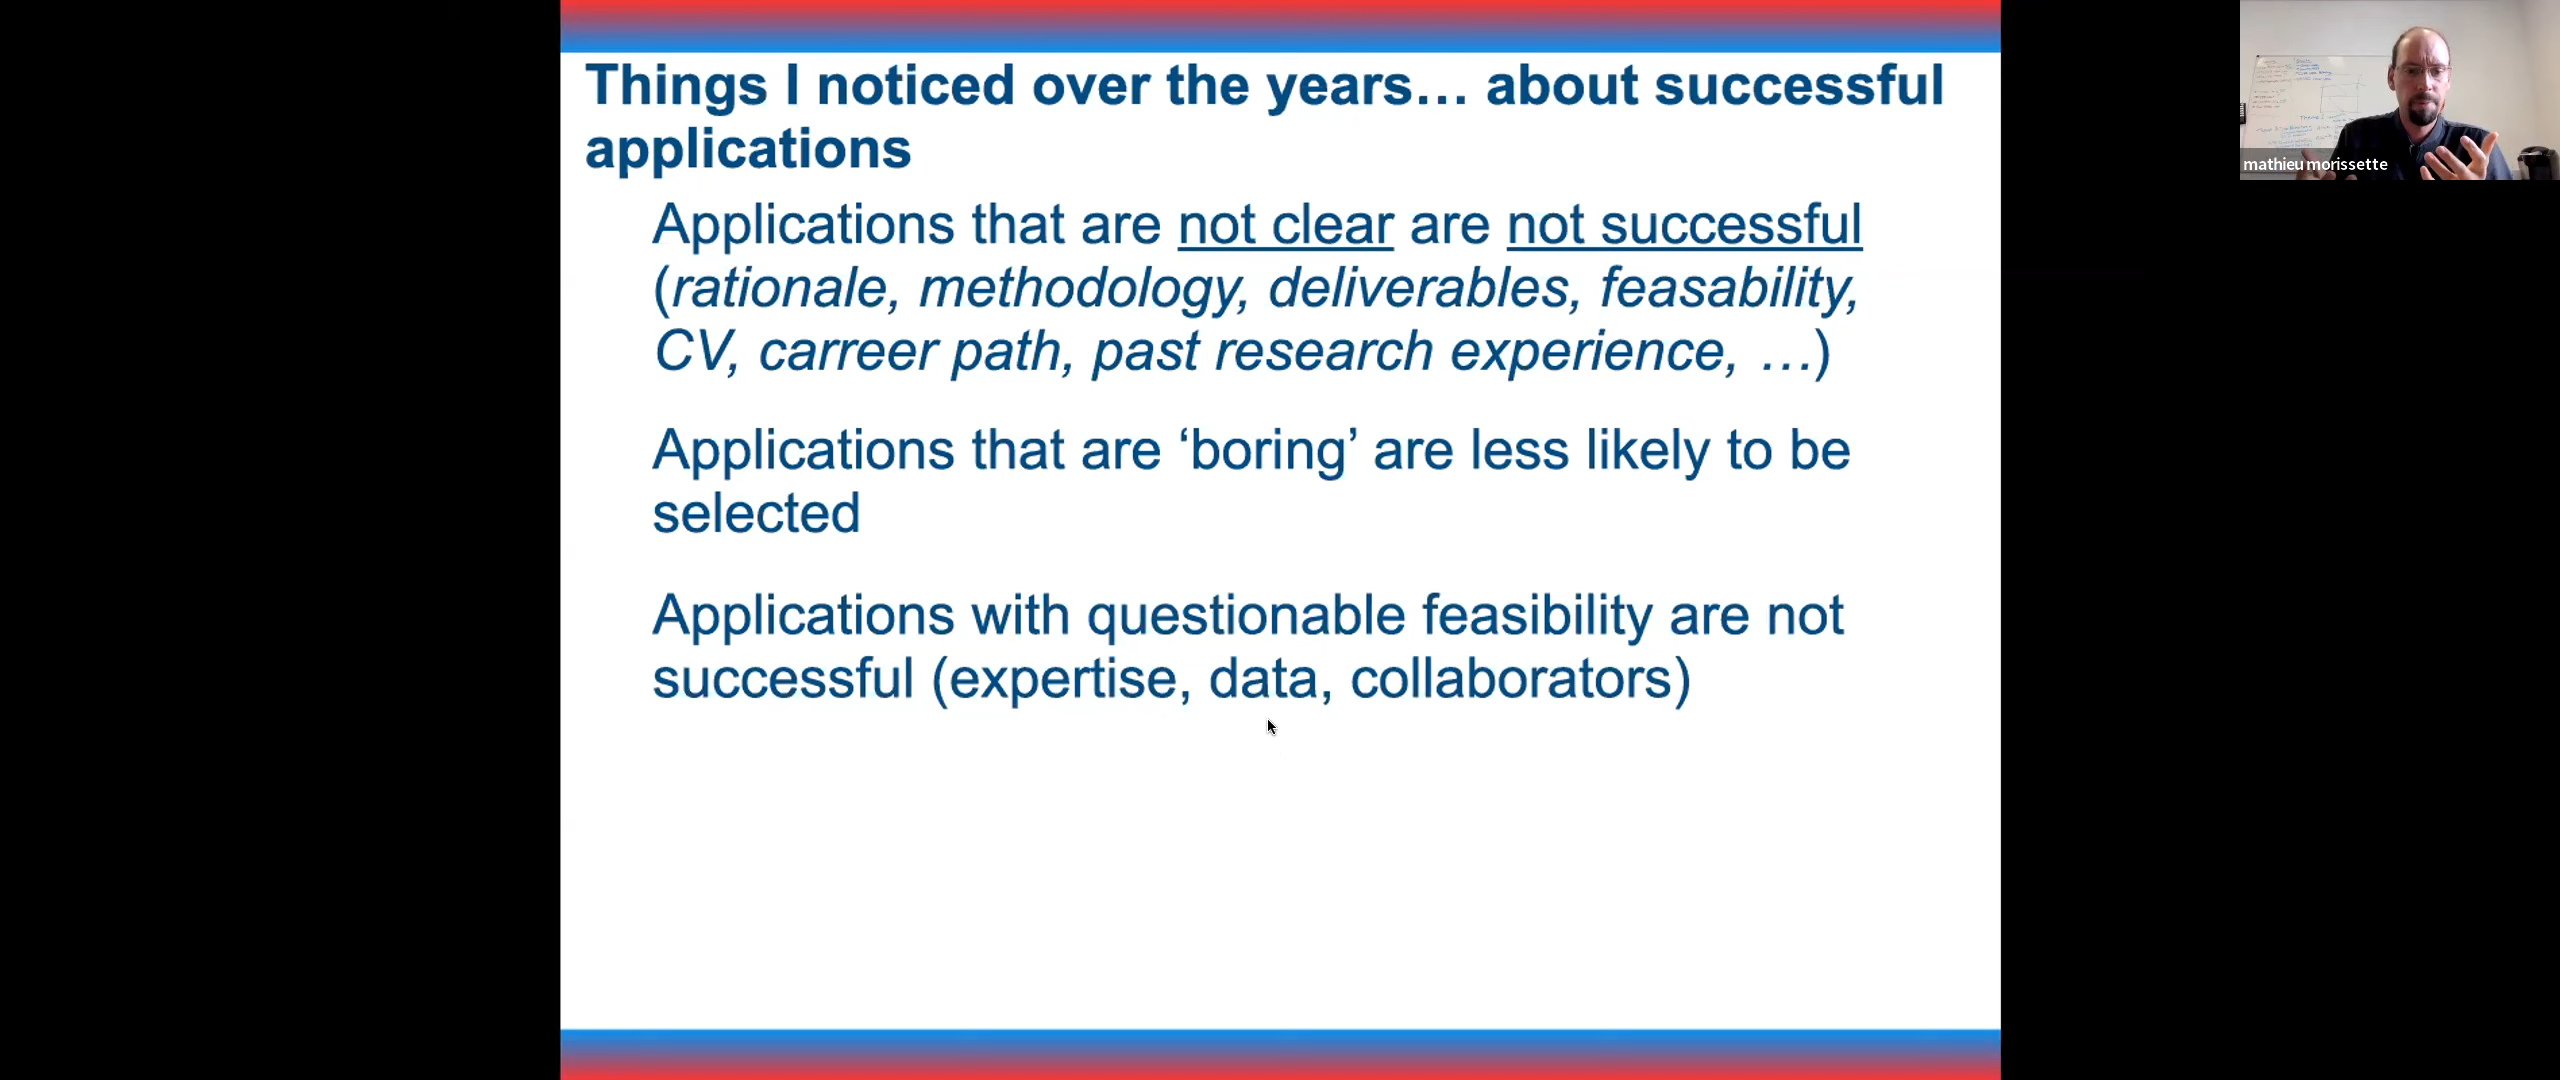 Things I noticed over the years… about successful
applications
Applications that are not clear are not successful
(rationale, methodology, deliverables, feasability,
CV, carreer path, past research experience, …)
Applications that are ‘boring’ are less likely to be
selected
Applications with questionable feasibility are not
successful (expertise, data, collaborators)
mathieu morissette